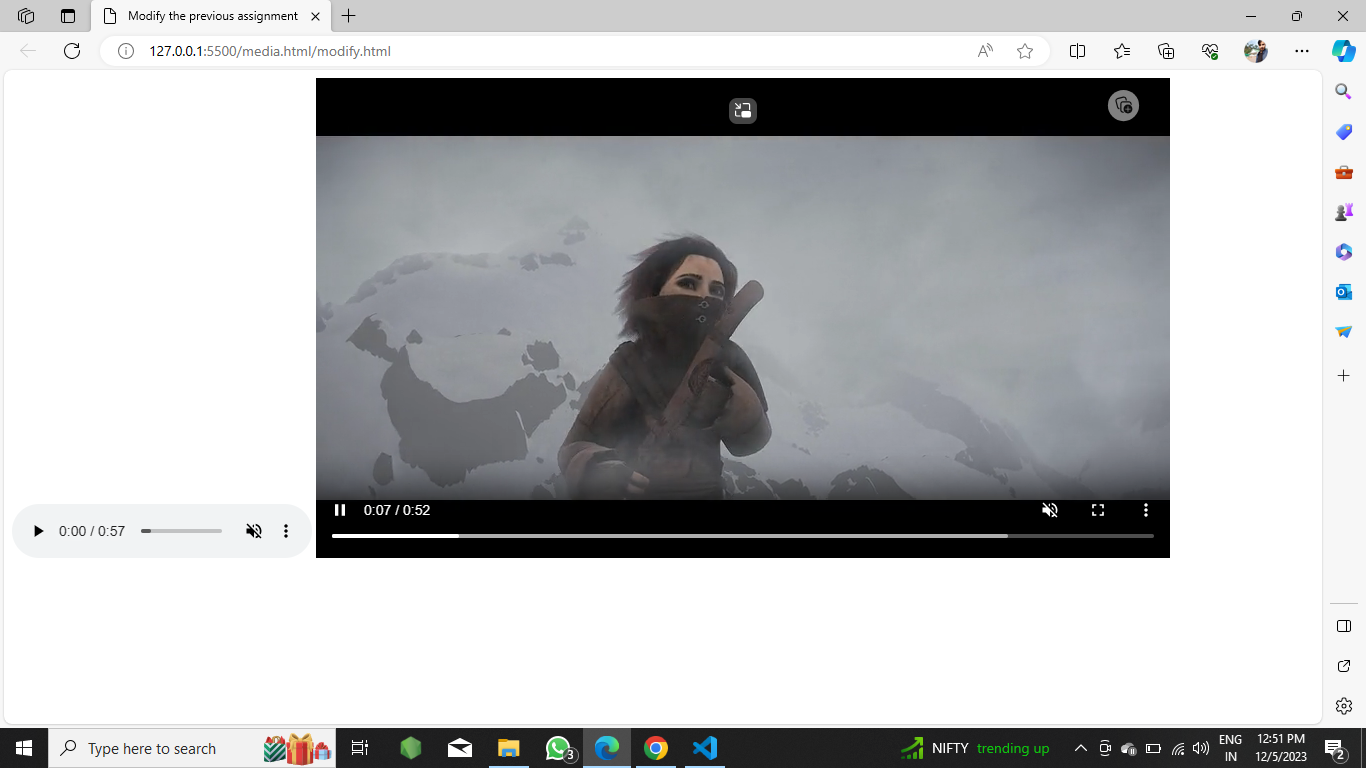 Modify the previous assignment
127.0.0.1:5500/media.html/modify.html
0:07 / 0:52
0:00 / 0:57
Type here to search
3
NIFTY trending up
ENG
IN
12:51 PM
12/5/2023
2